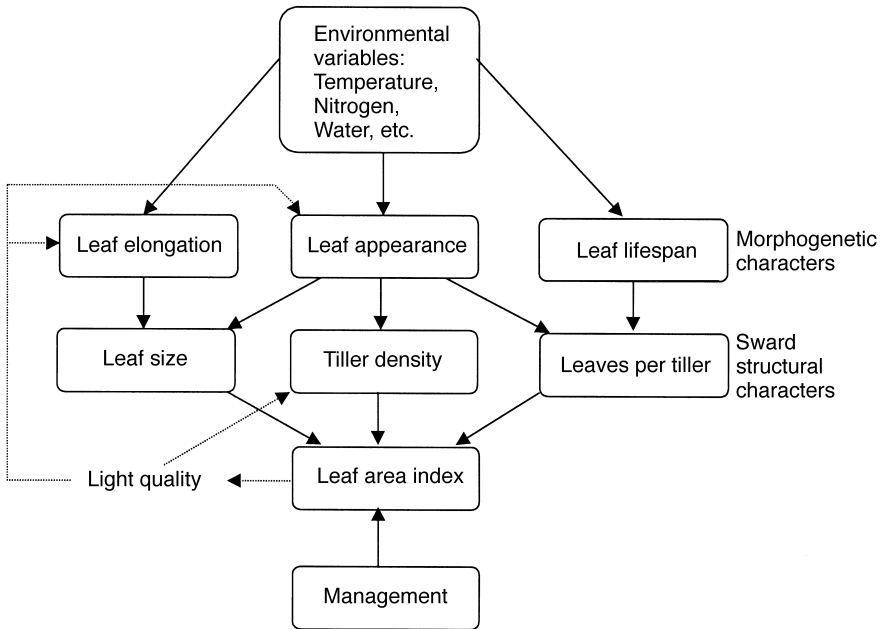 Environmental
variables:
Temperature,
Nitrogen,
Water, etc.
Leaf elongation
Leaf appearance
Leaf lifespan
Morphogenetic
characters
Leaf size
Tiller density
Leaves per tiller
Sward
structural
characters
Light quality
Leaf area index
Management